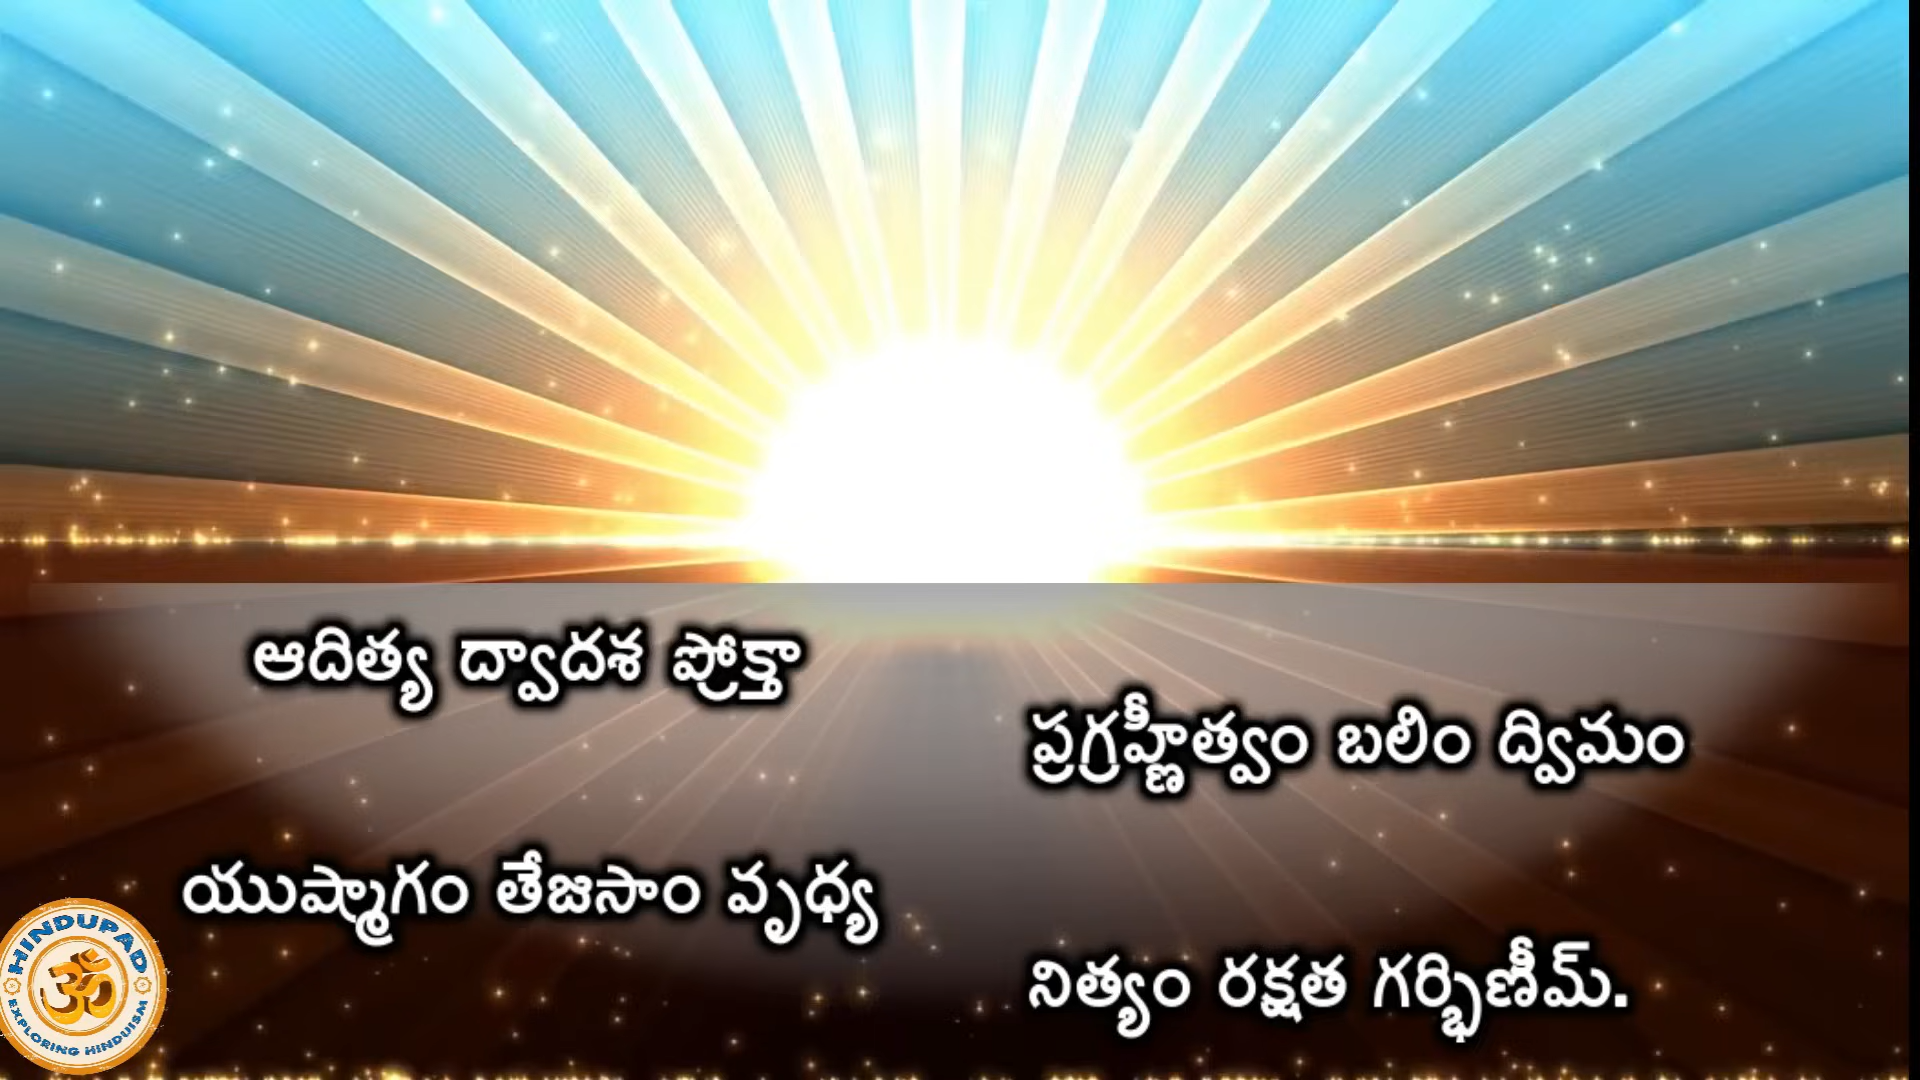 ఆదిత్య ద్వాదశ ప్రోక్తా
ప్రగ్రహ్ణీత్వం బలిం ద్విమం
యుష్మాగం తేజసాం వృధ్య
నిత్యం రక్షత గర్భిణీమ్.
HINDUPAD
ॐ
EXPLORING HINDUISM